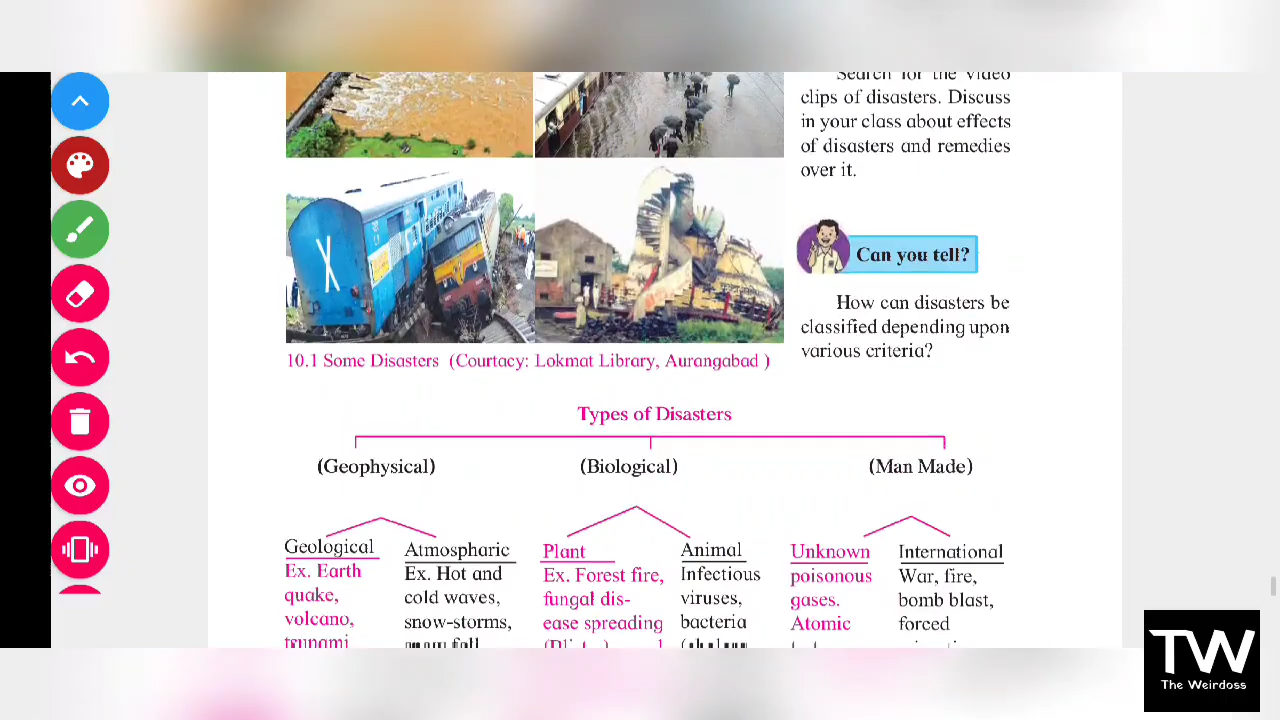 Search for the video
clips of disasters. Discuss
in your class about effects
of disasters and remedies
over it.
Can you tell?
How can disasters be
classified depending upon
various criteria?
10.1 Some Disasters (Courtacy: Lokmat Library, Aurangabad )
Types of Disasters
(Geophysical)
(Biological)
(Man Made)
Geological
Ex. Earth
quake,
volcano,
tsunami
Atmospharic
Ex. Hot and
cold waves,
snow-storms,
Plant
Ex. Forest fire,
fungal dis-
ease spreading
Animal
Infectious
viruses,
bacteria
Unknown
poisonous
gases.
Atomic
International
War, fire,
bomb blast,
forced
TW
The Weirdoss